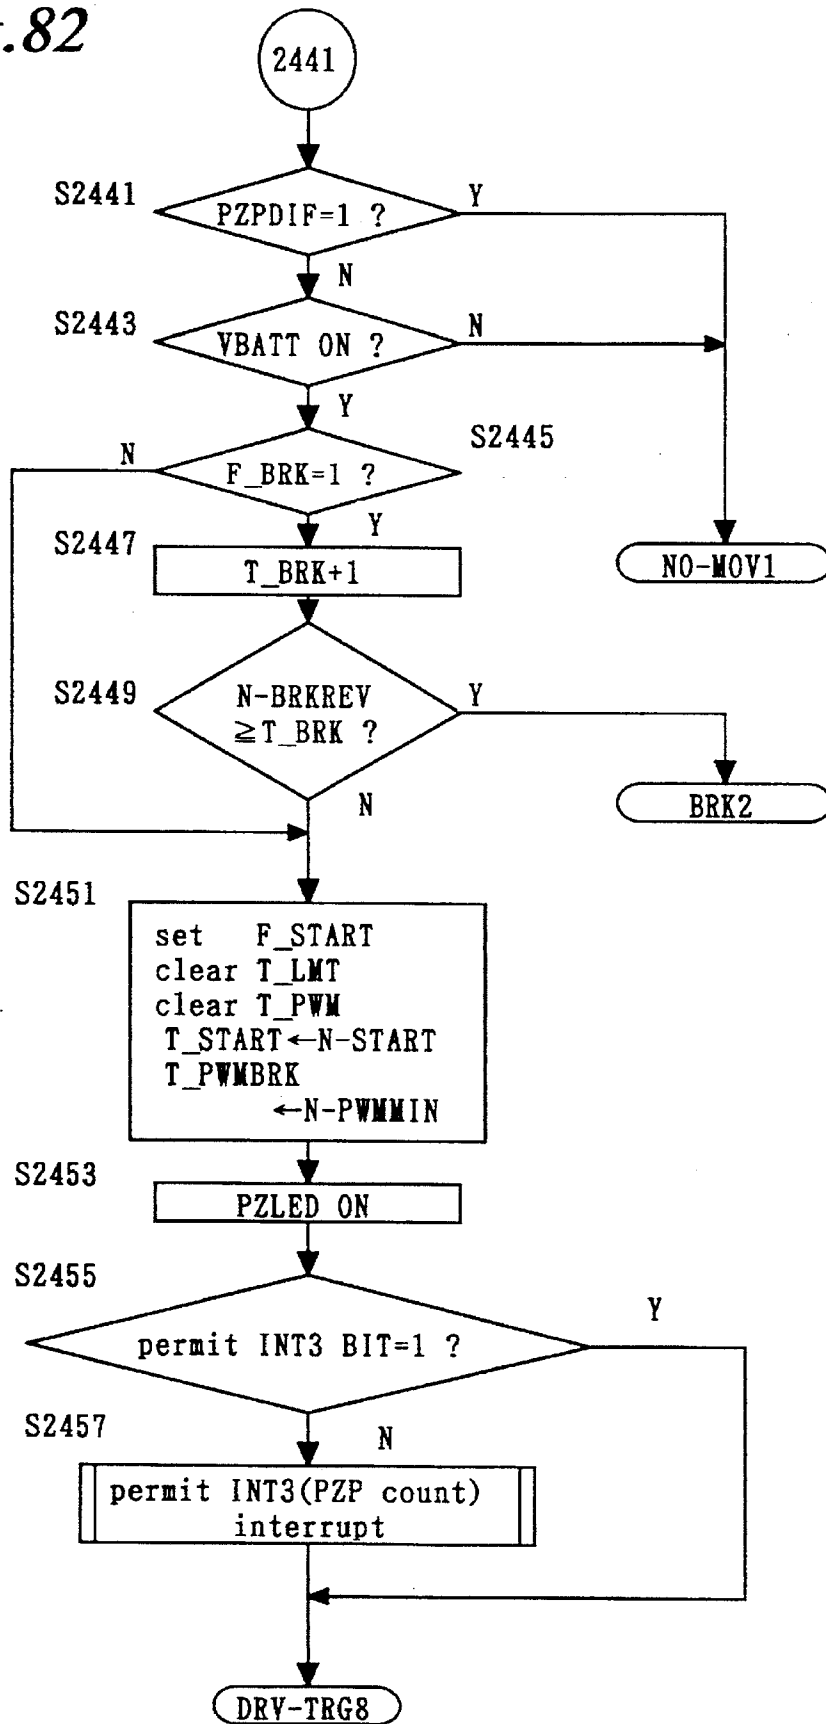 .82
2441
S2441
PZPDIF=1 ?
Y
N
S2443
VBATT ON ?
N
Y
S2445
N
F_BRK=1 ?
Y
S2447
T_BRK+1
NO-MOV1
S2449
N-BRKREV
≧T_BRK ?
Y
N
BRK2
S2451
set F_START
clear T_LMT
clear T_PWM
T_START←N-START
T_PWMBRK
←N-PWMMIN
S2453
PZLED ON
S2455
permit INT3 BIT=1 ?
Y
S2457
N
permit INT3(PZP count)
interrupt
DRV-TRG8